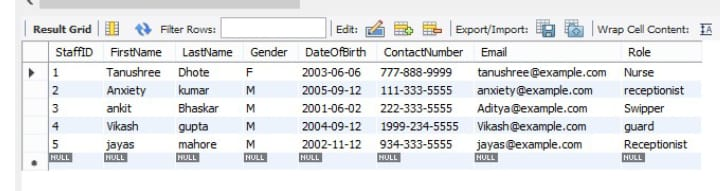 Result Grid Filter Rows: Edit: Export/Import: Wrap Cell Content: IA
StaffID FirstName LastName Gender DateOfBirth ContactNumber Email Role
1 Tanushree Dhote F 2003-06-06 777-888-9999 tanushree@example.com Nurse
2 Anxiety kumar M 2005-09-12 111-333-5555 anxiety@example.com receptionist
3 ankit Bhaskar M 2001-06-02 222-333-5555 Aditya@example.com Swipper
4 Vikash gupta M 2004-09-12 1999-234-5555 Vikash@example.com guard
5 jayas mahore M 2002-11-12 934-333-5555 jayas@example.com Receptionist
NULL NULL NULL NULL NULL NULL NULL NULL